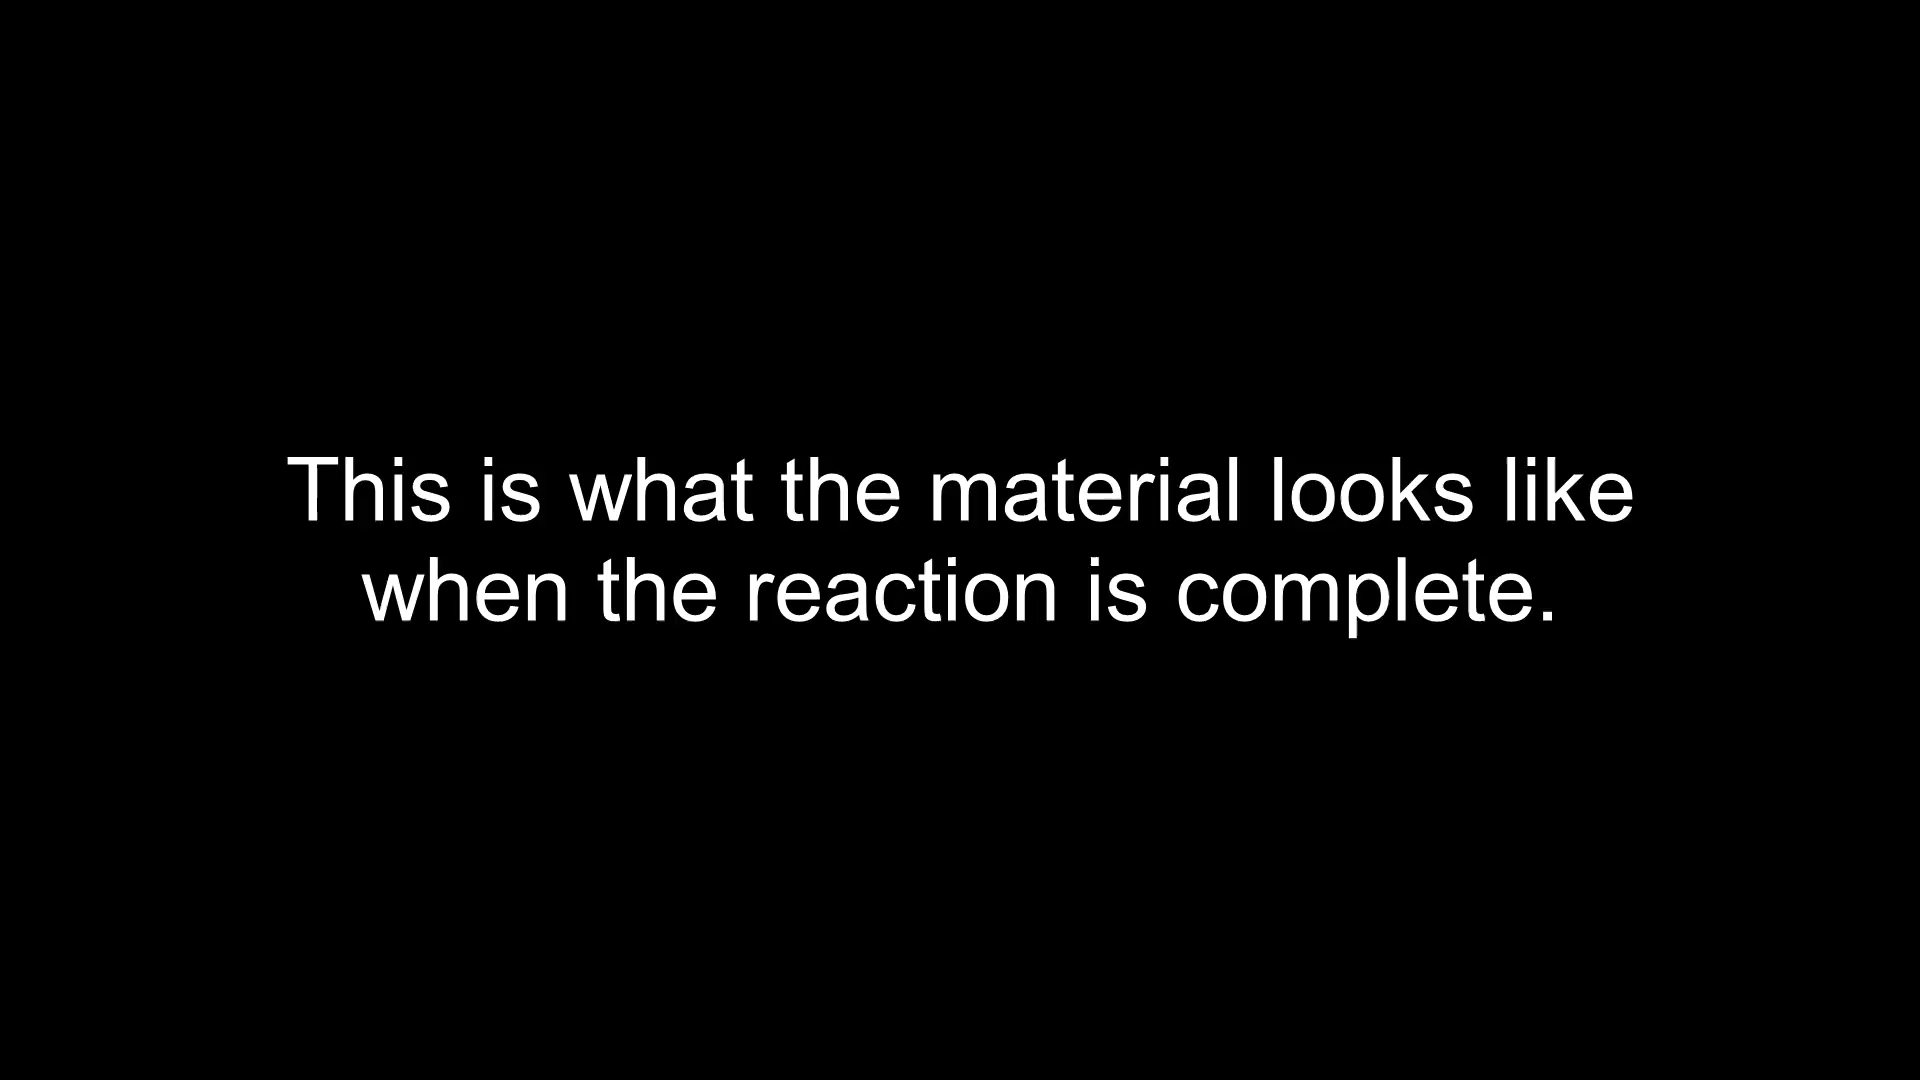 This is what the material looks like
when the reaction is complete.